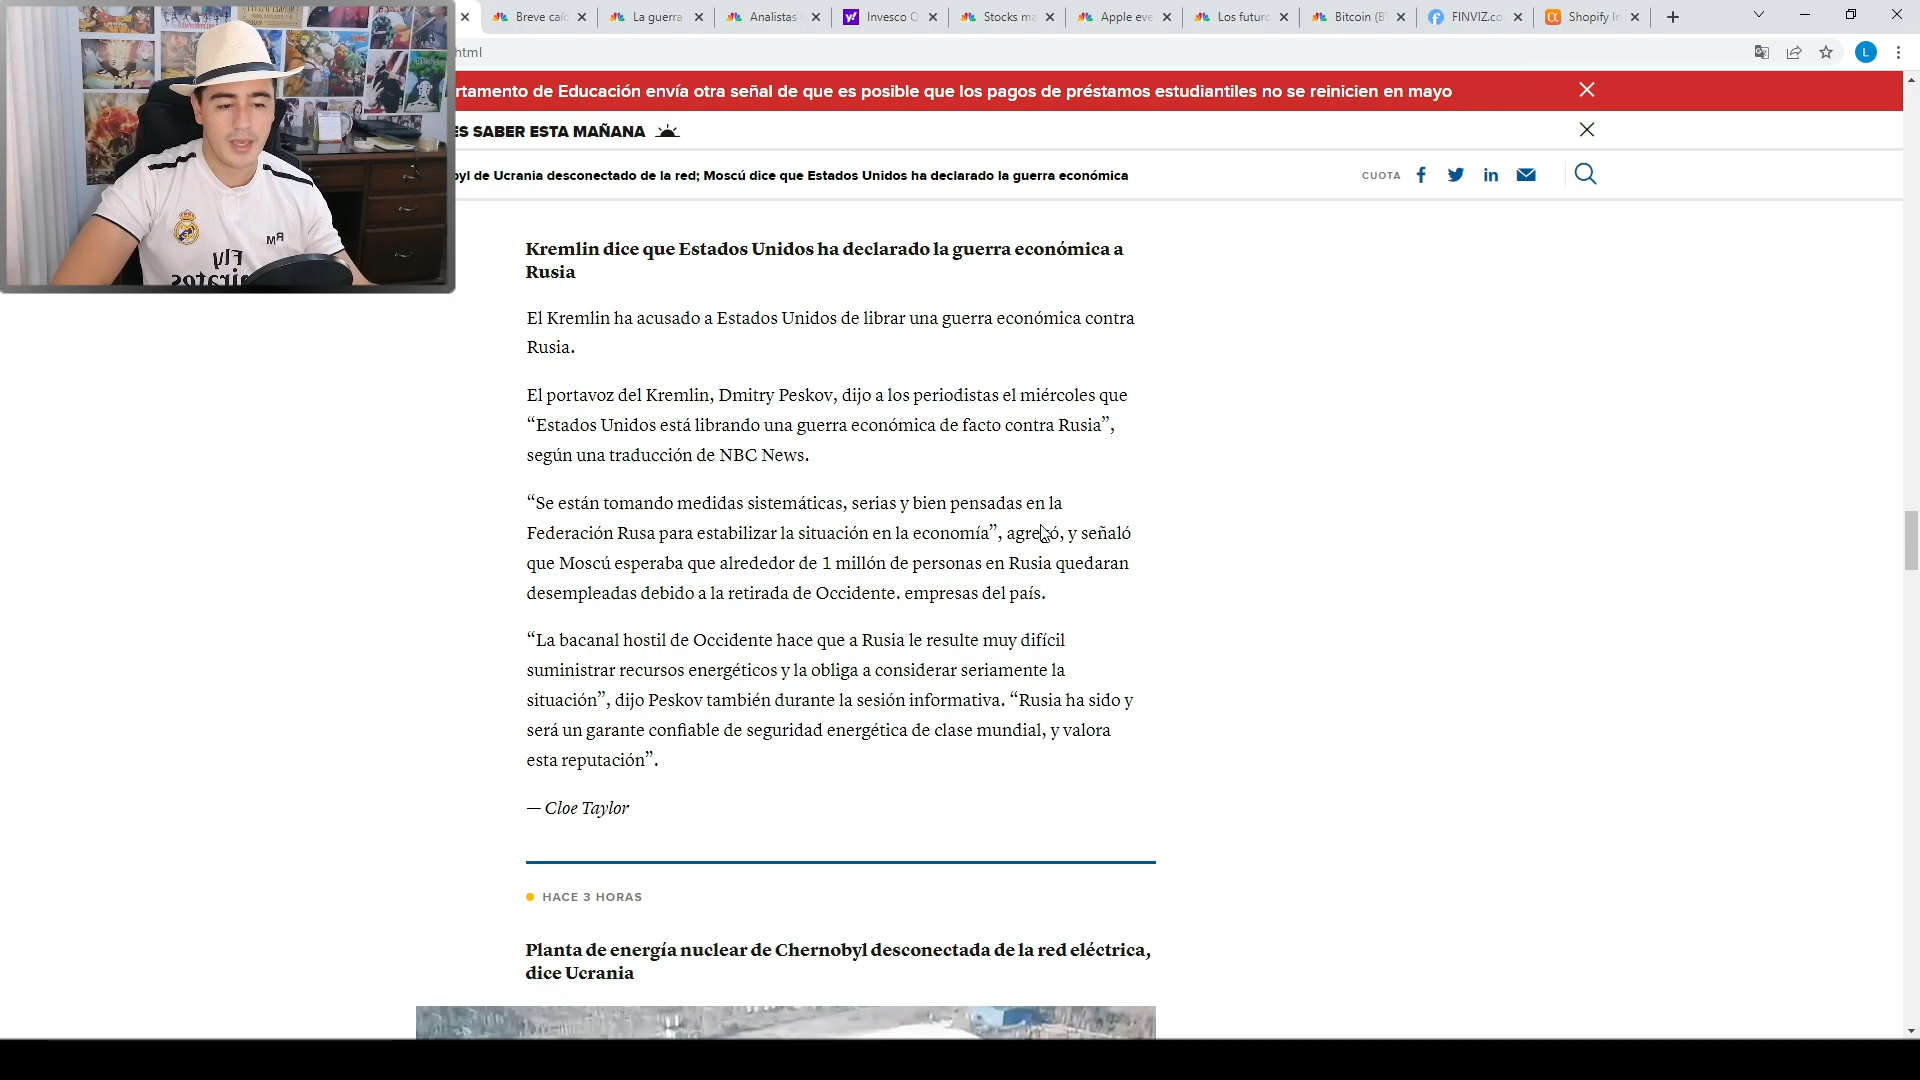 Breve caíd
La guerra
Analistas
Invesco Q
Stocks ma
Apple eve
Los futuro
Bitcoin (BT
FINVIZ.co
Shopify In
html
L
rtamento de Educación envía otra señal de que es posible que los pagos de préstamos estudiantiles no se reinicien en mayo
ES SABER ESTA MAÑANA
byl de Ucrania desconectado de la red; Moscú dice que Estados Unidos ha declarado la guerra económica
CUOTA
Kremlin dice que Estados Unidos ha declarado la guerra económica a
Rusia
El Kremlin ha acusado a Estados Unidos de librar una guerra económica contra
Rusia.
El portavoz del Kremlin, Dmitry Peskov, dijo a los periodistas el miércoles que
“Estados Unidos está librando una guerra económica de facto contra Rusia”,
según una traducción de NBC News.
“Se están tomando medidas sistemáticas, serias y bien pensadas en la
Federación Rusa para estabilizar la situación en la economía”, agregó, y señaló
que Moscú esperaba que alrededor de 1 millón de personas en Rusia quedaran
desempleadas debido a la retirada de Occidente. empresas del país.
“La bacanal hostil de Occidente hace que a Rusia le resulte muy difícil
suministrar recursos energéticos y la obliga a considerar seriamente la
situación”, dijo Peskov también durante la sesión informativa. “Rusia ha sido y
será un garante confiable de seguridad energética de clase mundial, y valora
esta reputación”.
— Cloe Taylor
HACE 3 HORAS
Planta de energía nuclear de Chernobyl desconectada de la red eléctrica,
dice Ucrania
Fly